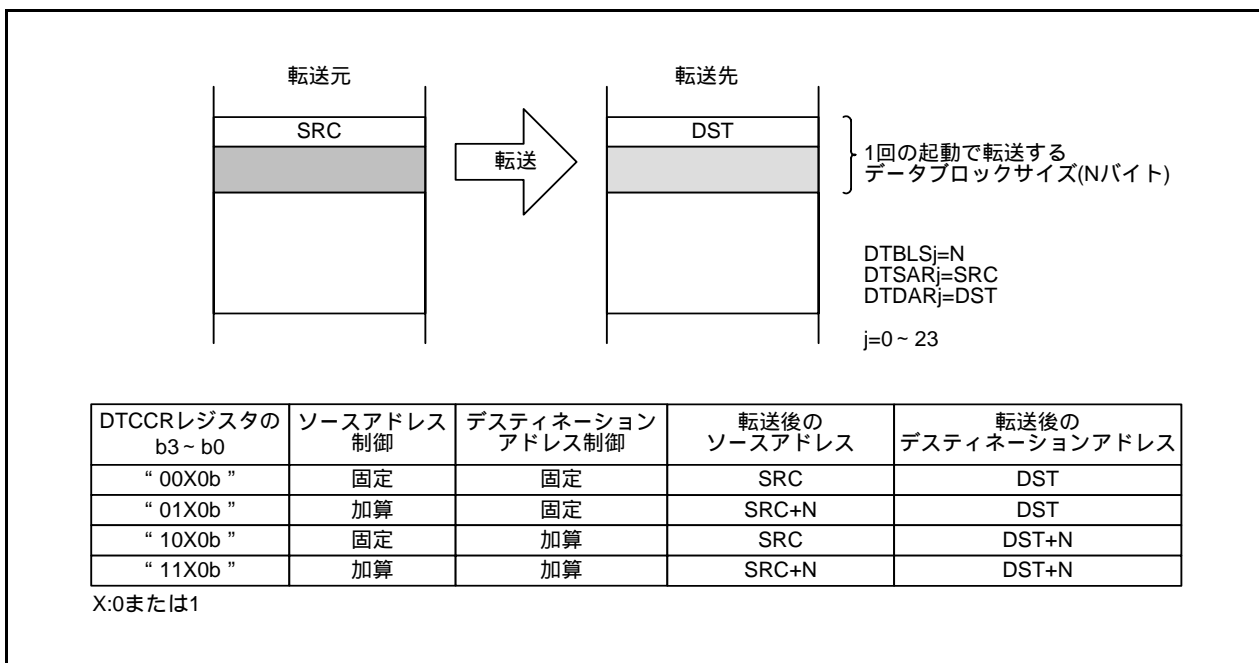 転送元
転送先
SRC
転送
DST
1回の起動で転送する
データブロックサイズ(Nバイト)
DTBLSj=N
DTSARj=SRC
DTDARj=DST
j=0 ~ 23
DTCCRレジスタの
b3 ~ b0
ソースアドレス
制御
デスティネーション
アドレス制御
転送後の
ソースアドレス
転送後の
デスティネーションアドレス
“ 00X0b ” 固定 固定 SRC DST
“ 01X0b ” 加算 固定 SRC+N DST
“ 10X0b ” 固定 加算 SRC DST+N
“ 11X0b ” 加算 加算 SRC+N DST+N
X:0または1